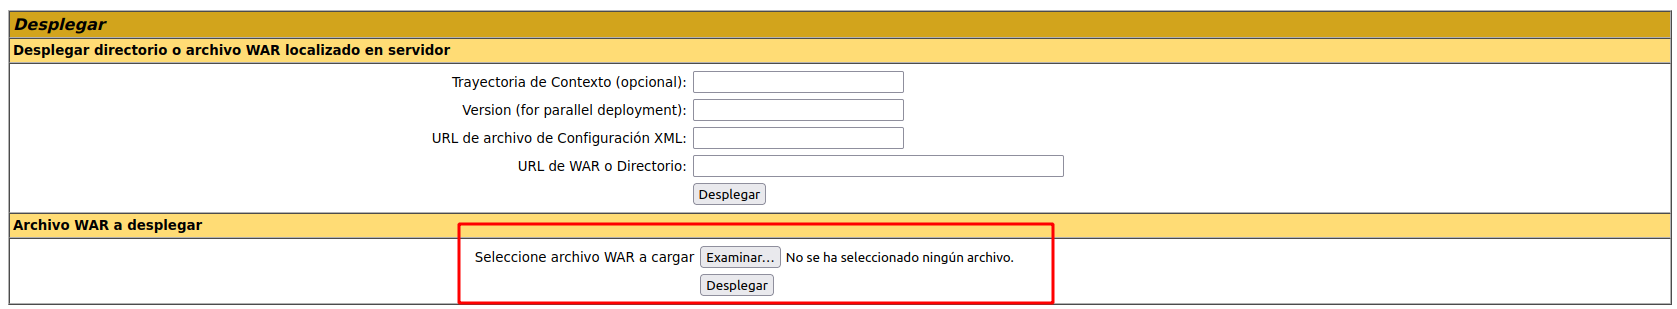 Desplegar
Desplegar directorio o archivo WAR localizado en servidor
Trayectoria de Contexto (opcional):
Version (for parallel deployment):
URL de archivo de Configuración XML:
URL de WAR o Directorio:
Desplegar
Archivo WAR a desplegar
Seleccione archivo WAR a cargar Examinar... No se ha seleccionado ningún archivo.
Desplegar